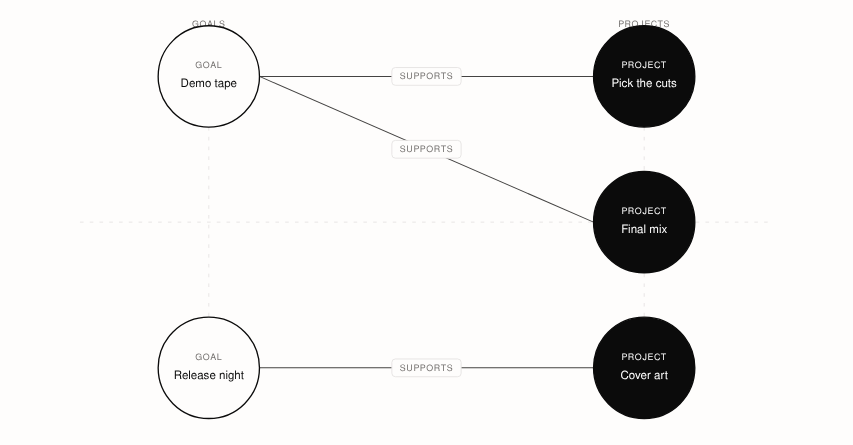 GOALS
PROJECTS
GOAL
Demo tape
SUPPORTS
PROJECT
Pick the cuts
SUPPORTS
PROJECT
Final mix
GOAL
Release night
SUPPORTS
PROJECT
Cover art